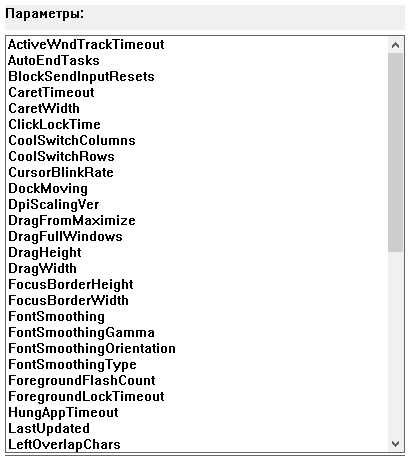 Параметры:
ActiveWndTrackTimeout
AutoEndTasks
BlockSendInputResets
CaretTimeout
CaretWidth
ClickLockTime
CoolSwitchColumns
CoolSwitchRows
CursorBlinkRate
DockMoving
DpiScalingVer
DragFromMaximize
DragFullWindows
DragHeight
DragWidth
FocusBorderHeight
FocusBorderWidth
FontSmoothing
FontSmoothingGamma
FontSmoothingOrientation
FontSmoothingType
ForegroundFlashCount
ForegroundLockTimeout
HungAppTimeout
LastUpdated
LeftOverlapChars